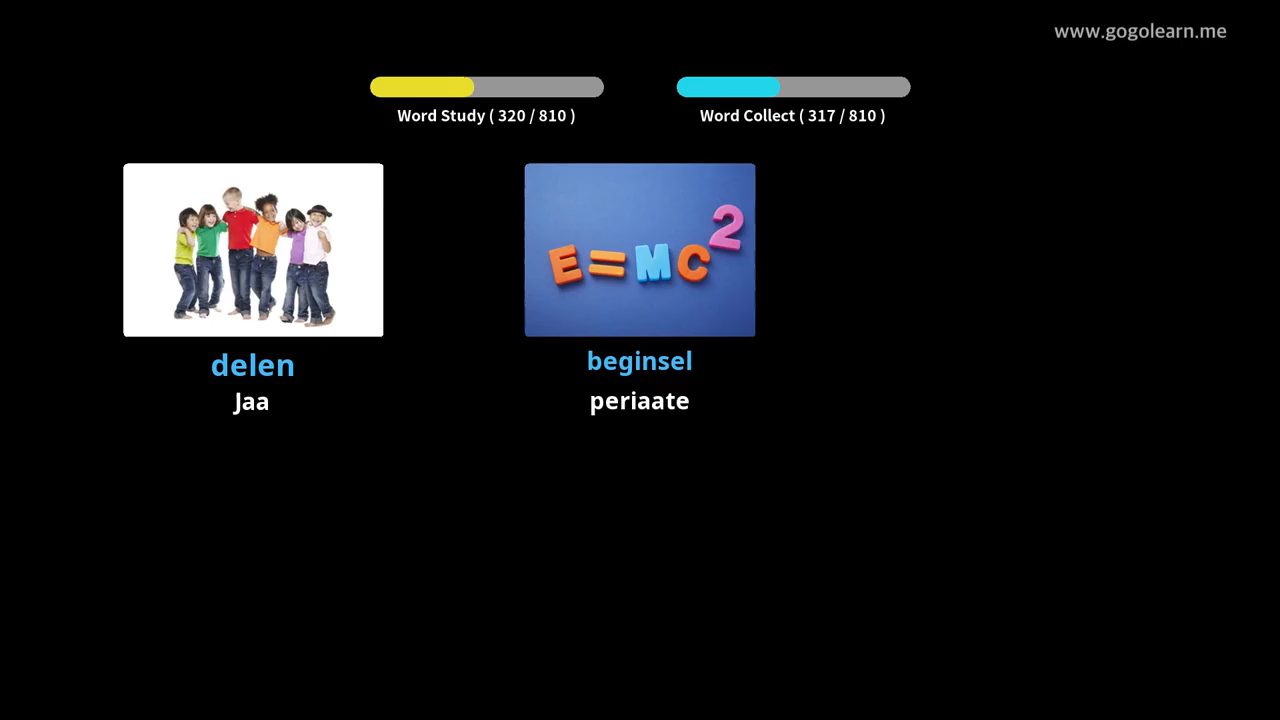 www.gogolearn.me
Word Study ( 320 / 810 )
Word Collect ( 317 / 810 )
E=MC²
delen
Jaa
beginsel
periaate